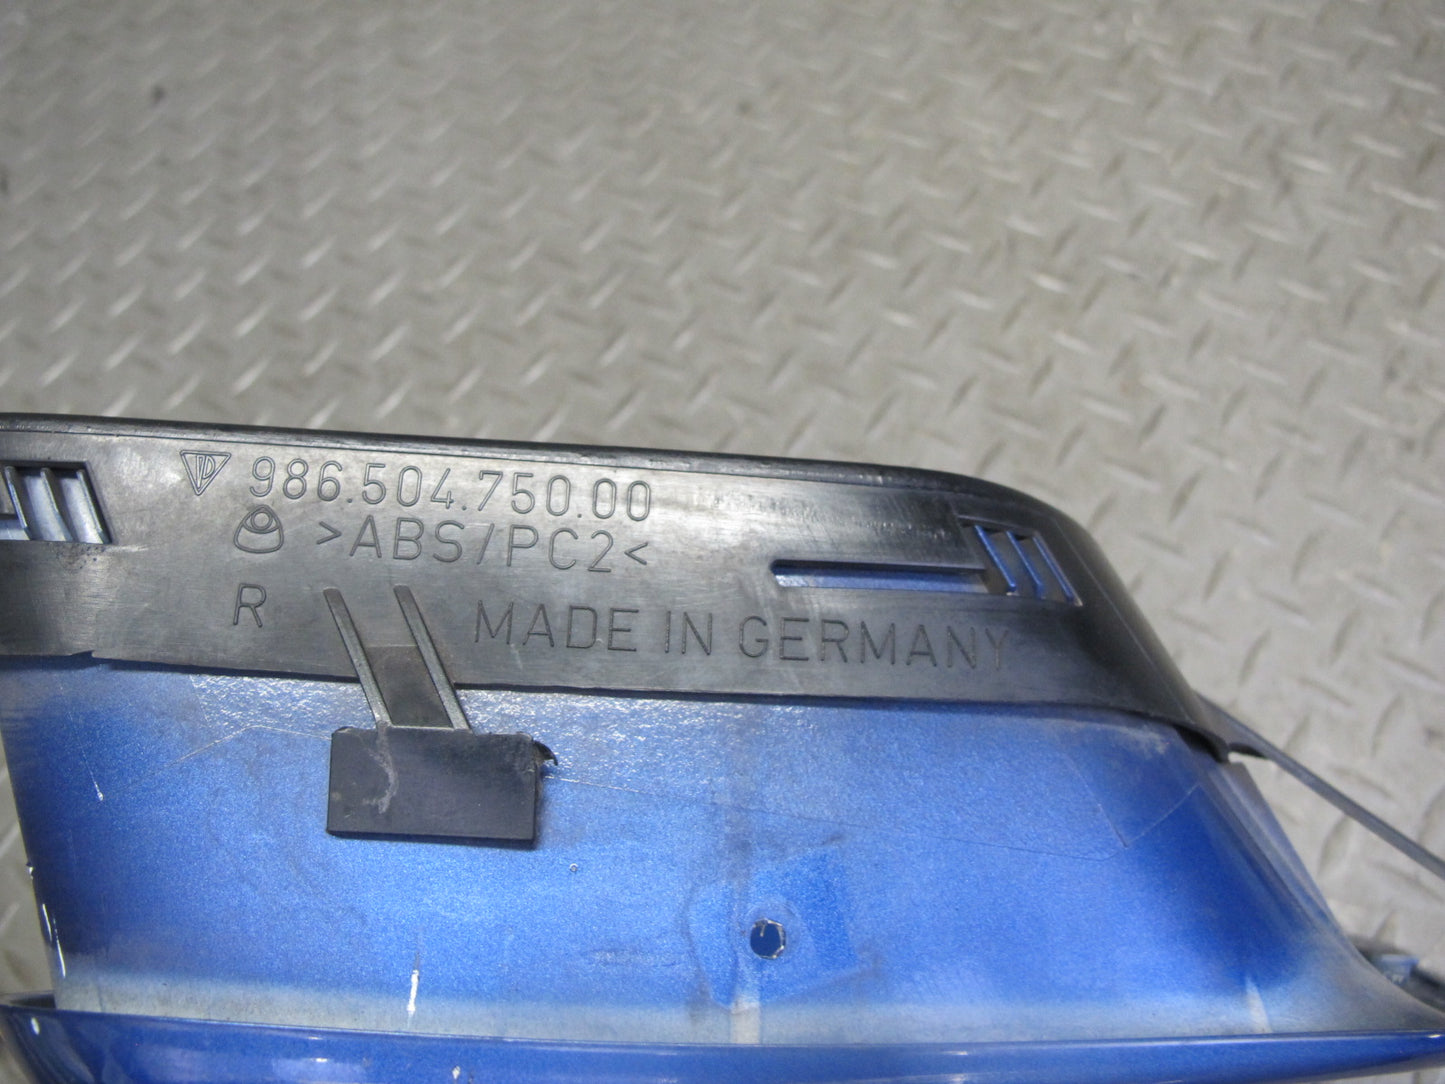 986.504.750.00
>ABS/PC2<
R MADE IN GERMANY